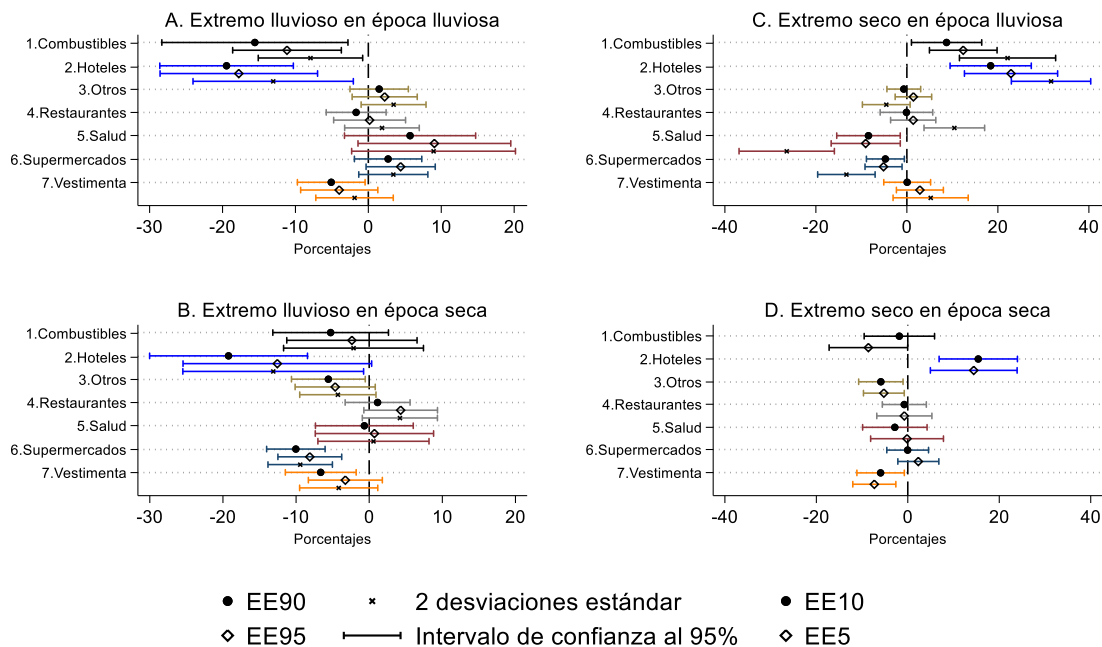 A. Extremo lluvioso en época lluviosa
1.Combustibles
2.Hoteles
3.Otros
4.Restaurantes
5.Salud
6.Supermercados
7.Vestimenta
-30 -20 -10 0 10 20
Porcentajes
C. Extremo seco en época lluviosa
1.Combustibles
2.Hoteles
3.Otros
4.Restaurantes
5.Salud
6.Supermercados
7.Vestimenta
-40 -20 0 20 40
Porcentajes
B. Extremo lluvioso en época seca
1.Combustibles
2.Hoteles
3.Otros
4.Restaurantes
5.Salud
6.Supermercados
7.Vestimenta
-30 -20 -10 0 10 20
Porcentajes
D. Extremo seco en época seca
1.Combustibles
2.Hoteles
3.Otros
4.Restaurantes
5.Salud
6.Supermercados
7.Vestimenta
-40 -20 0 20 40
Porcentajes
EE90 2 desviaciones estándar EE10
EE95 Intervalo de confianza al 95% EE5